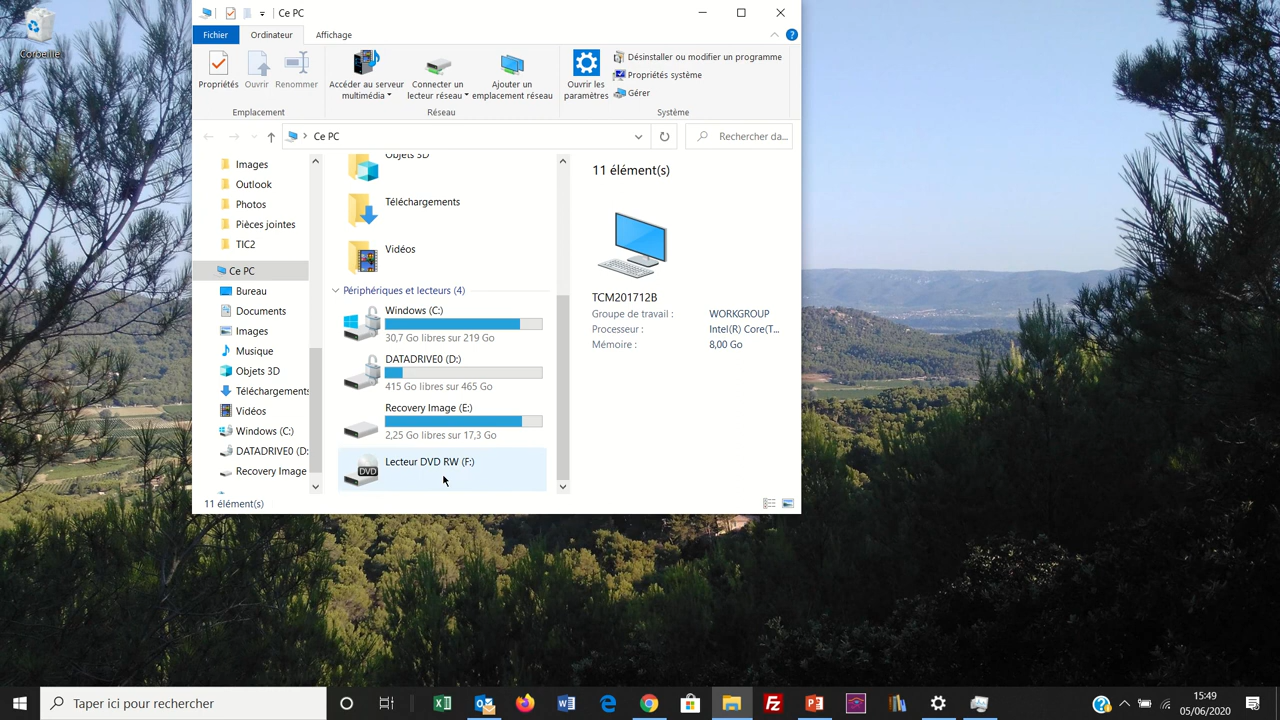 Corbeille
Ce PC
Fichier
Ordinateur
Affichage
Propriétés
Ouvrir
Renommer
Accéder au serveur
multimédia
Connecter un
lecteur réseau
Ajouter un
emplacement réseau
Ouvrir les
paramètres
Désinstaller ou modifier un programme
Propriétés système
Gérer
Emplacement
Réseau
Système
Ce PC
Rechercher da...
Images
Outlook
Photos
Pièces jointes
TIC2
Ce PC
Bureau
Documents
Images
Musique
Objets 3D
Téléchargements
Vidéos
Windows (C:)
DATADRIVE0 (D:
Recovery Image
Objets 3D
Téléchargements
Vidéos
Périphériques et lecteurs (4)
Windows (C:)
30,7 Go libres sur 219 Go
DATADRIVE0 (D:)
415 Go libres sur 465 Go
Recovery Image (E:)
2,25 Go libres sur 17,3 Go
DVD
Lecteur DVD RW (F:)
11 élément(s)
TCM201712B
Groupe de travail : WORKGROUP
Processeur : Intel(R) Core(T...
Mémoire : 8,00 Go
11 élément(s)
Taper ici pour rechercher
15:49
05/06/2020